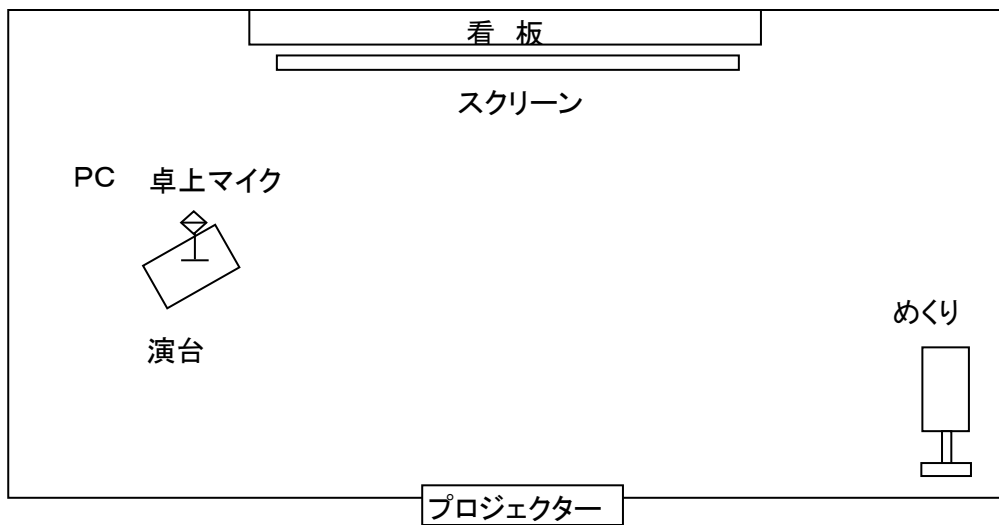 看 板
スクリーン
PC 卓上マイク
演台
めくり
プロジェクター